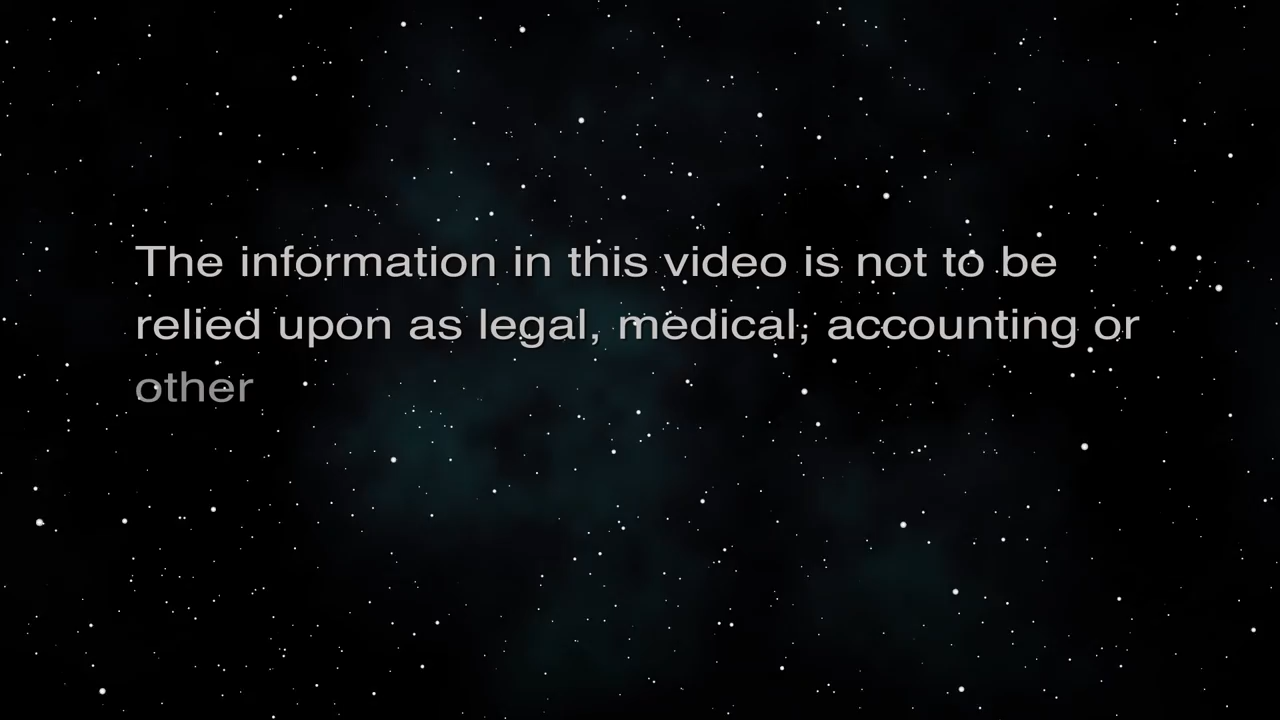 The information in this video is not to be
relied upon as legal, medical, accounting or
other